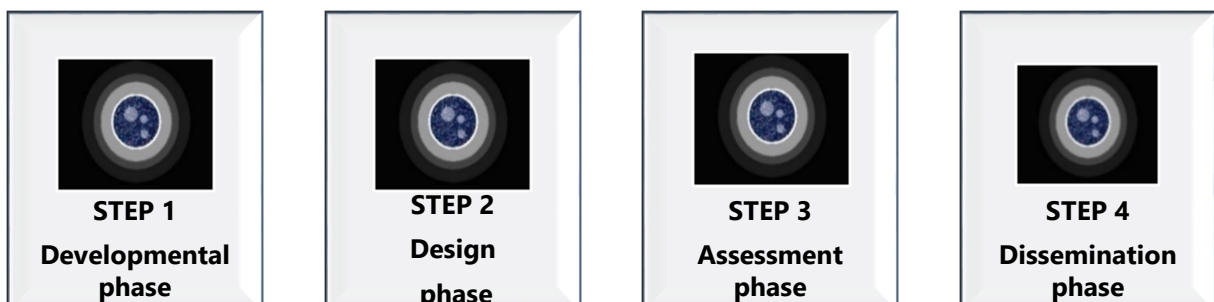 STEP 1
Developmental
phase
STEP 2
Design
phase
STEP 3
Assessment
phase
STEP 4
Dissemination
phase